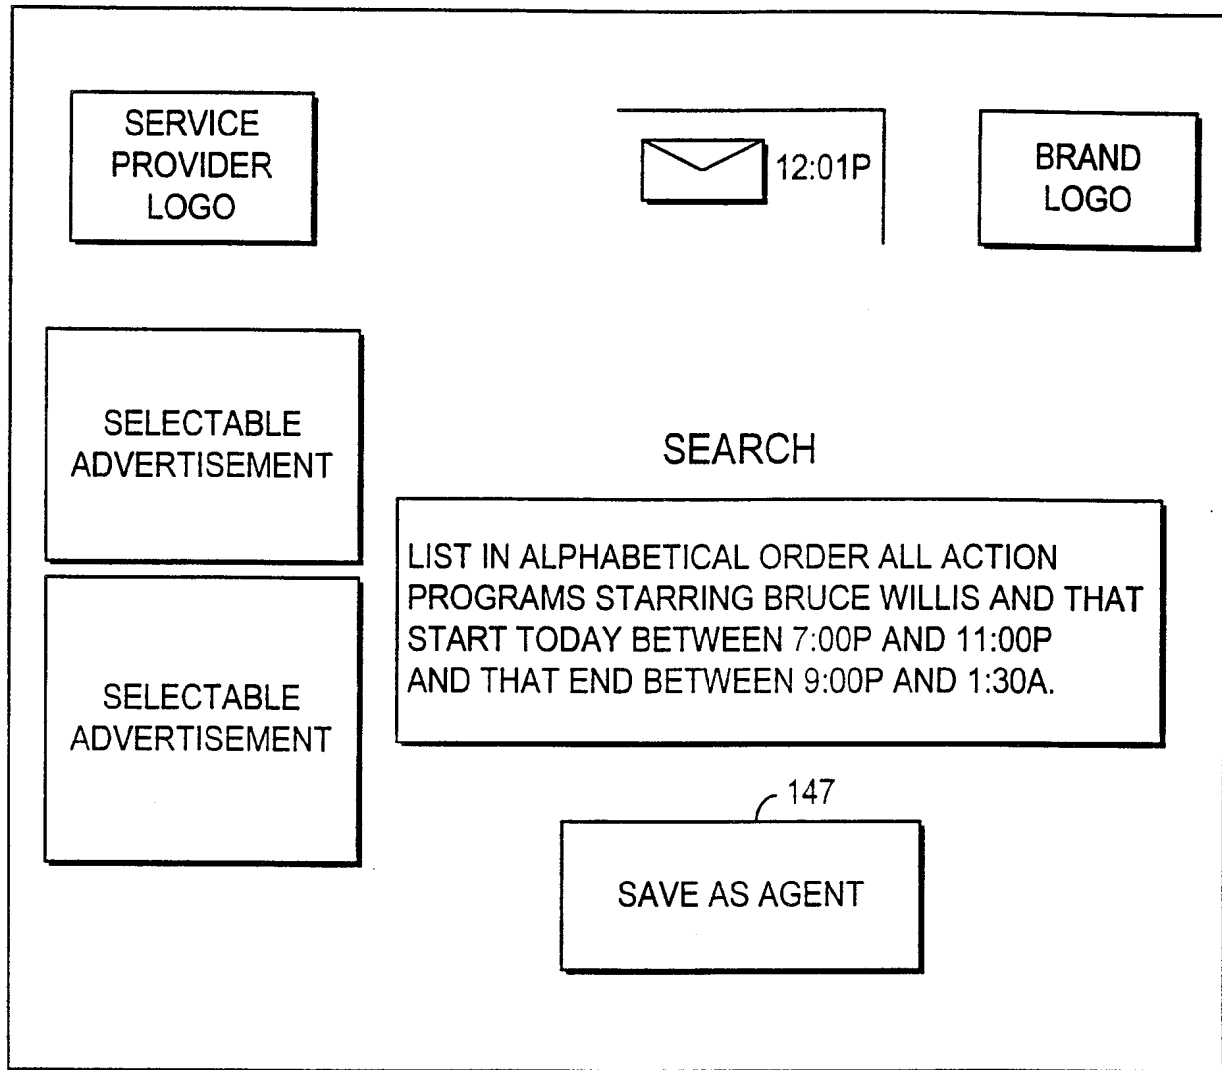 SERVICE
PROVIDER
LOGO
12:01P
BRAND
LOGO
SELECTABLE
ADVERTISEMENT
SEARCH
LIST IN ALPHABETICAL ORDER ALL ACTION
PROGRAMS STARRING BRUCE WILLIS AND THAT
START TODAY BETWEEN 7:00P AND 11:00P
AND THAT END BETWEEN 9:00P AND 1:30A.
SELECTABLE
ADVERTISEMENT
147
SAVE AS AGENT